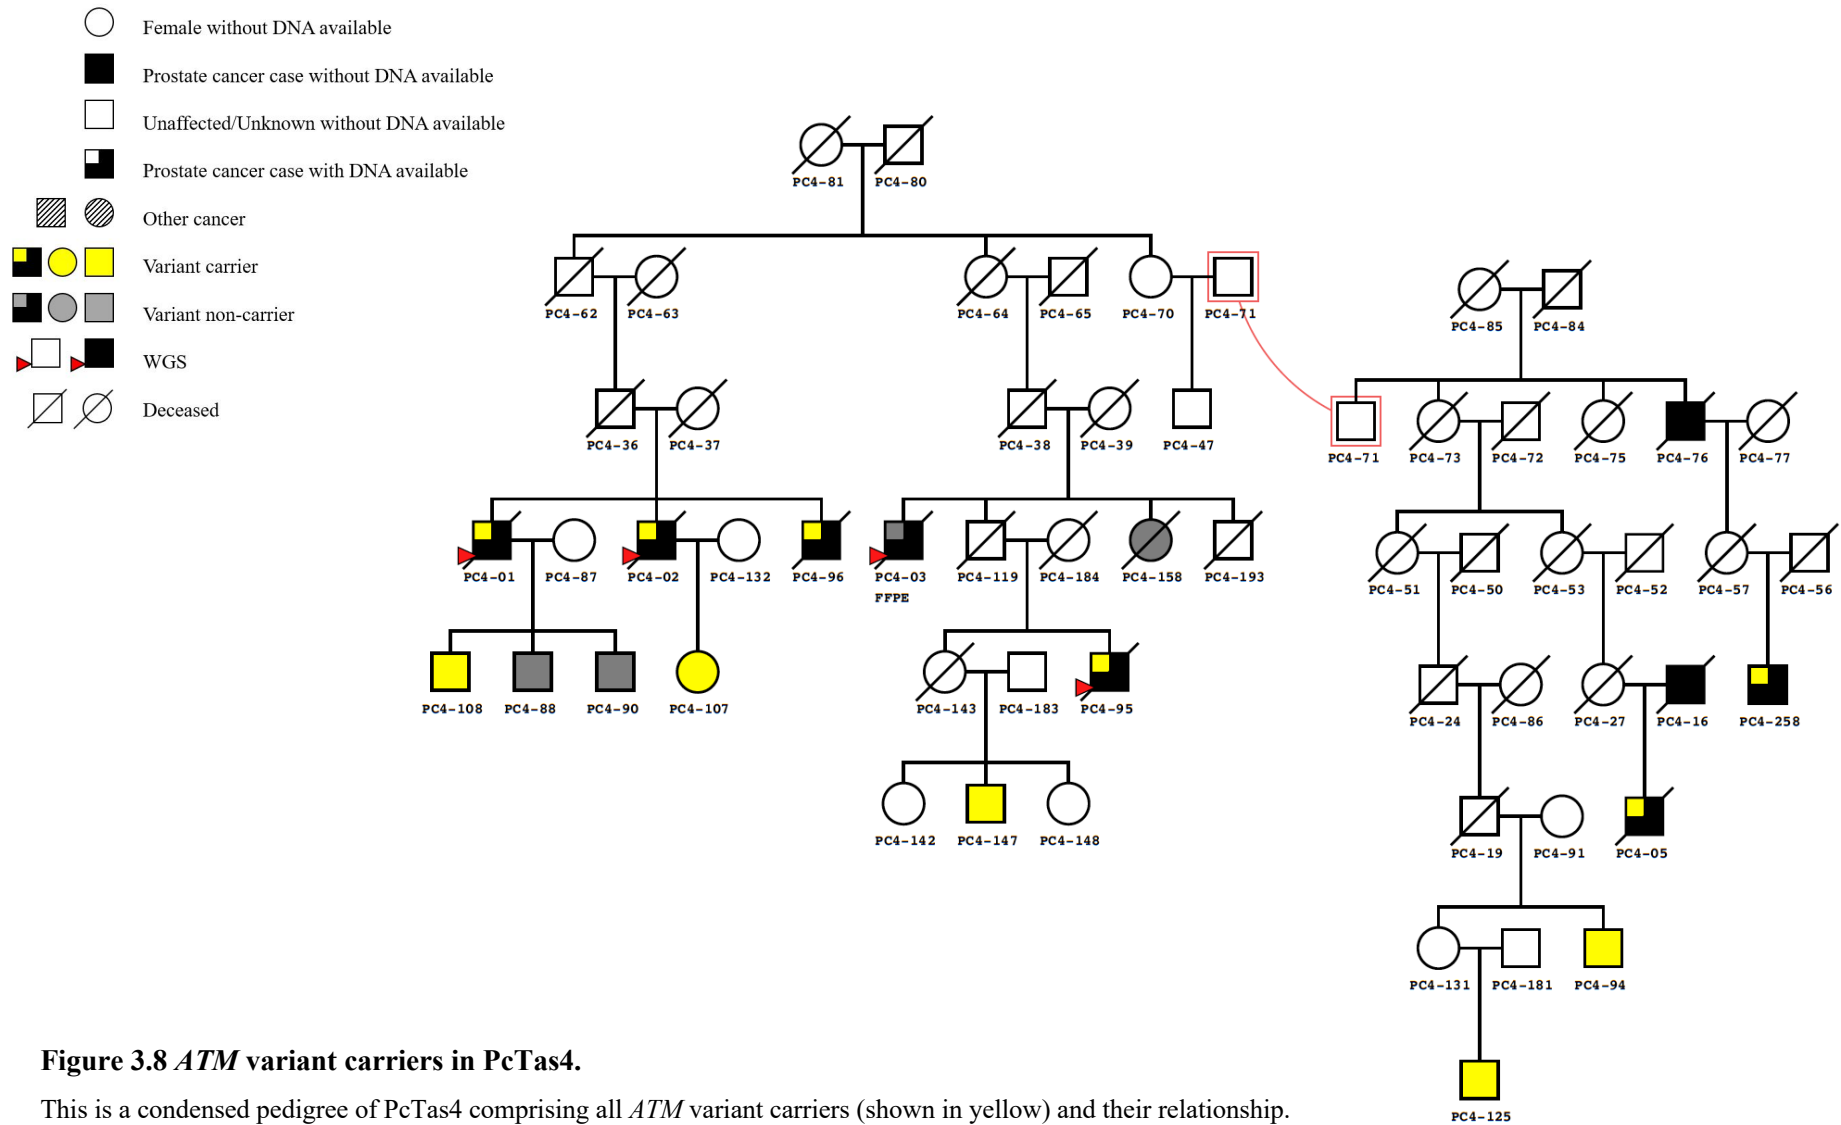 Female without DNA available
Prostate cancer case without DNA available
Unaffected/Unknown without DNA available
Prostate cancer case with DNA available
Other cancer
Variant carrier
Variant non-carrier
WGS
Deceased
PC4-81 PC4-80
PC4-62 PC4-63 PC4-64 PC4-65 PC4-70 PC4-71
PC4-85 PC4-84
PC4-36 PC4-37 PC4-38 PC4-39 PC4-47
PC4-71 PC4-73 PC4-72 PC4-75 PC4-76 PC4-77
PC4-01 PC4-87 PC4-02 PC4-132 PC4-96 PC4-03 PC4-119 PC4-184 PC4-158 PC4-193
FFPE
PC4-51 PC4-50 PC4-53 PC4-52 PC4-57 PC4-56
PC4-108 PC4-88 PC4-90 PC4-107 PC4-143 PC4-183 PC4-95
PC4-24 PC4-86 PC4-27 PC4-16 PC4-258
PC4-142 PC4-147 PC4-148
PC4-19 PC4-91 PC4-05
PC4-131 PC4-181 PC4-94
PC4-125
Figure 3.8 ATM variant carriers in PcTas4.
This is a condensed pedigree of PcTas4 comprising all ATM variant carriers (shown in yellow) and their relationship.